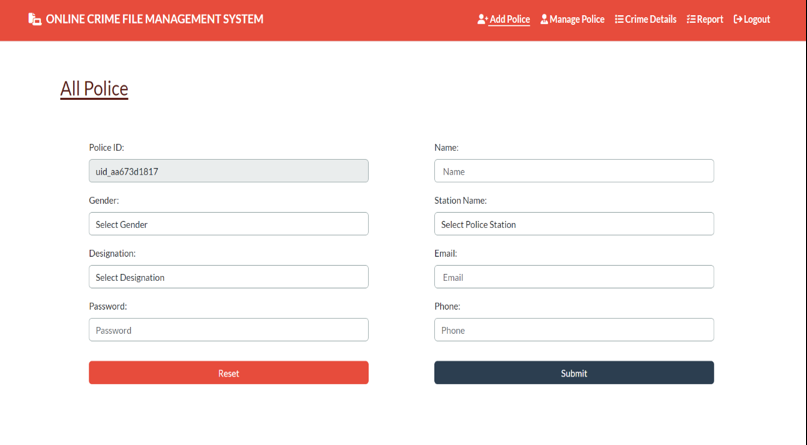 ONLINE CRIME FILE MANAGEMENT SYSTEM Add Police Manage Police Crime Details Report Logout
All Police
Police ID: Name:
uid_aa673d1817 Name
Gender: Station Name:
Select Gender Select Police Station
Designation: Email:
Select Designation Email
Password: Phone:
Password Phone
Reset Submit